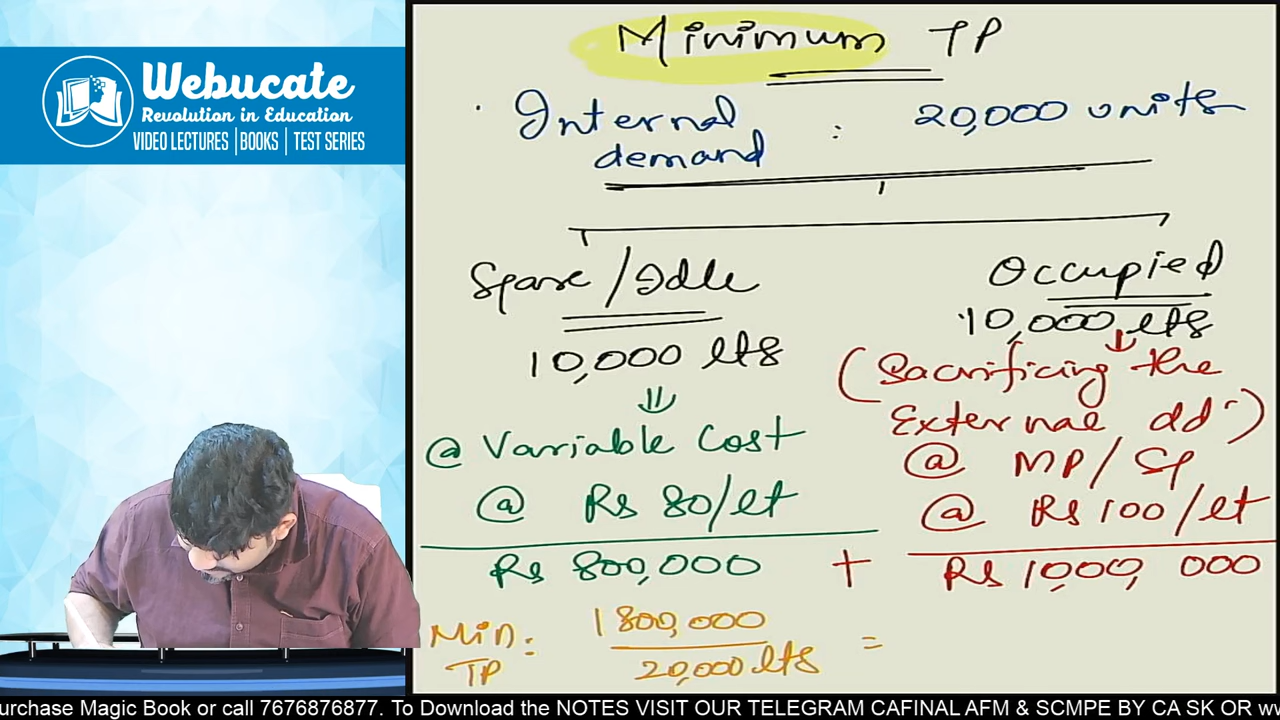 Webucate
Revolution in Education
VIDEO LECTURES | BOOKS | TEST SERIES
Minimum TP
Internal demand : 20,000 units
Spare/Idle
10,000 lts
@ Variable Cost
@ Rs 80/lt
Rs 800,000
+
Occupied
10,000 lts
(Sacrificing the
External dd)
@ MP/SP
@ Rs 100/lt
Rs 1000,000
Min: TP
1800,000
20,000 lts
=
urchase Magic Book or call 7676876877. To Download the NOTES VISIT OUR TELEGRAM CAFINAL AFM & SCMPE BY CA SK OR ww